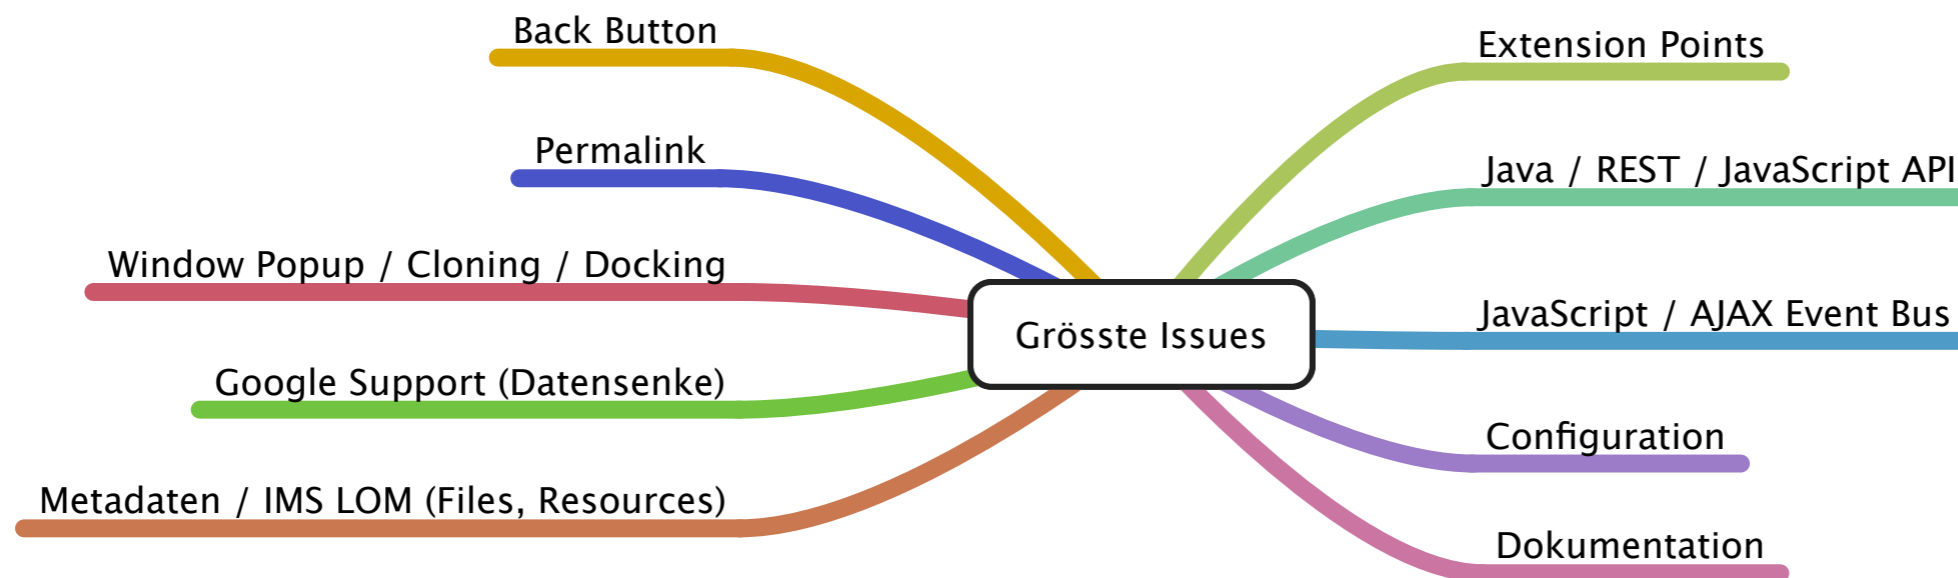 Back Button
Permalink
Window Popup / Cloning / Docking
Google Support (Datensenke)
Metadaten / IMS LOM (Files, Resources)
Grösste Issues
Extension Points
Java / REST / JavaScript API
JavaScript / AJAX Event Bus
Configuration
Dokumentation